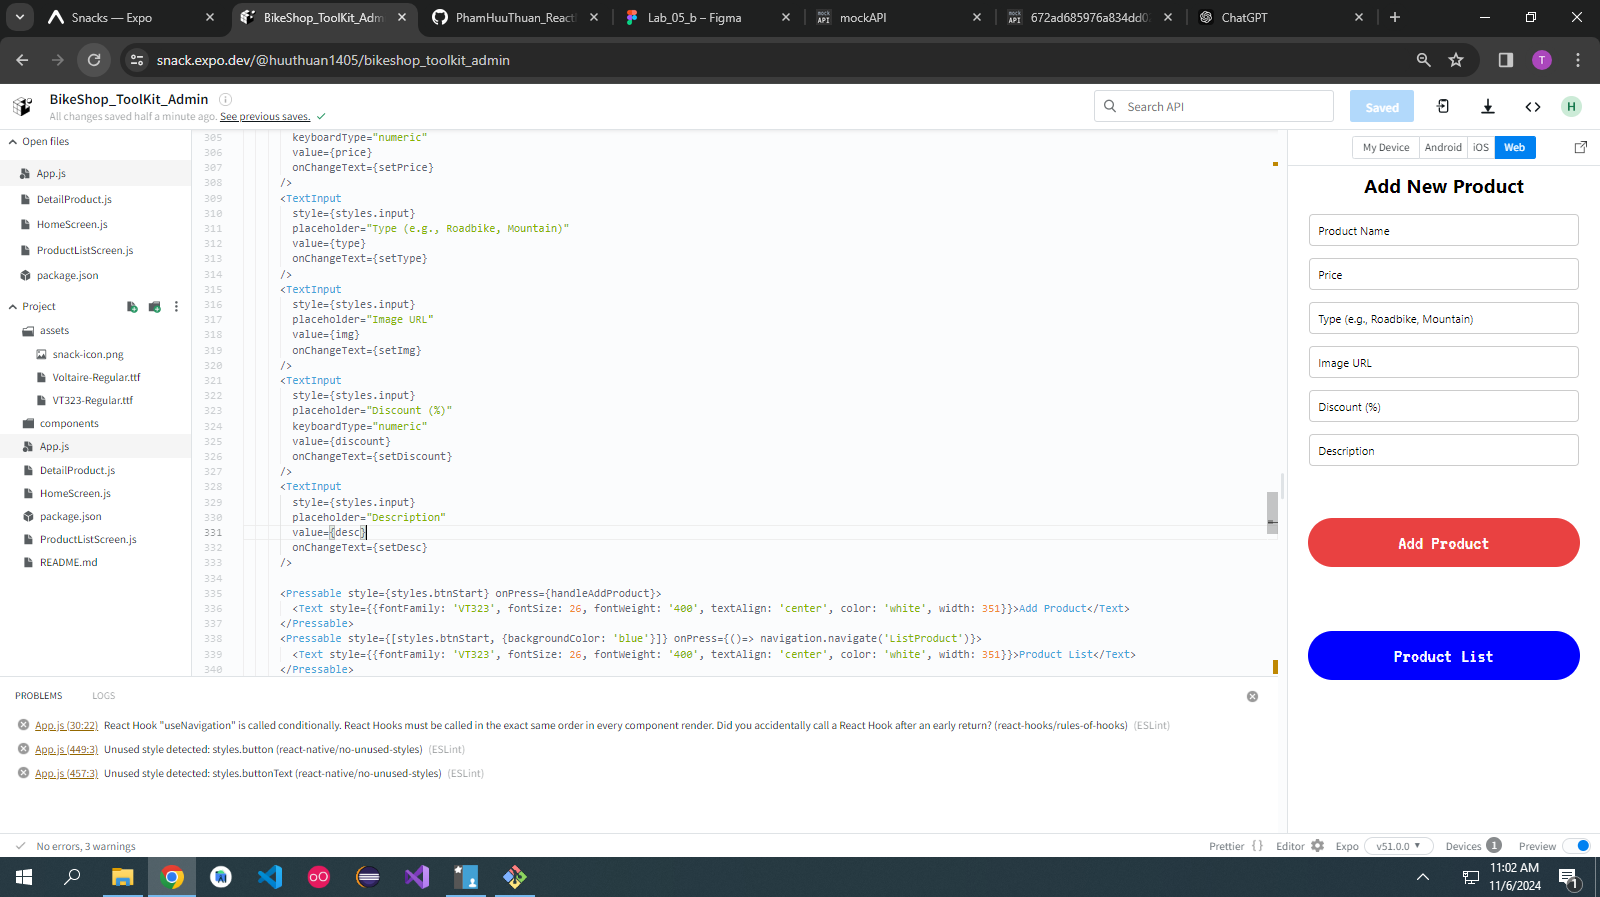 Snacks — Expo
BikeShop_ToolKit_Adm
PhamHuuThuan_React
Lab_05_b – Figma
mockAPI
672ad685976a834dd02
ChatGPT
snack.expo.dev/@huuthuan1405/bikeshop_toolkit_admin
T
BikeShop_ToolKit_Admin
All changes saved half a minute ago. See previous saves.
Search API
Saved
H
Open files
App.js
DetailProduct.js
HomeScreen.js
ProductListScreen.js
package.json
Project
assets
snack-icon.png
Voltaire-Regular.ttf
VT323-Regular.ttf
components
App.js
DetailProduct.js
HomeScreen.js
package.json
ProductListScreen.js
README.md
305 keyboardType="numeric"
306 value={price}
307 onChangeText={setPrice}
308 />
309 <TextInput
310 style={styles.input}
311 placeholder="Type (e.g., Roadbike, Mountain)"
312 value={type}
313 onChangeText={setType}
314 />
315 <TextInput
316 style={styles.input}
317 placeholder="Image URL"
318 value={img}
319 onChangeText={setImg}
320 />
321 <TextInput
322 style={styles.input}
323 placeholder="Discount (%)"
324 keyboardType="numeric"
325 value={discount}
326 onChangeText={setDiscount}
327 />
328 <TextInput
329 style={styles.input}
330 placeholder="Description"
331 value={desc}
332 onChangeText={setDesc}
333 />
334
335 <Pressable style={styles.btnStart} onPress={handleAddProduct}>
336 <Text style={{fontFamily: 'VT323', fontSize: 26, fontWeight: '400', textAlign: 'center', color: 'white', width: 351}}>Add Product</Text>
337 </Pressable>
338 <Pressable style={[styles.btnStart, {backgroundColor: 'blue'}]} onPress={()=> navigation.navigate('ListProduct')}>
339 <Text style={{fontFamily: 'VT323', fontSize: 26, fontWeight: '400', textAlign: 'center', color: 'white', width: 351}}>Product List</Text>
340 </Pressable>
My Device
Android
iOS
Web
Add New Product
Product Name
Price
Type (e.g., Roadbike, Mountain)
Image URL
Discount (%)
Description
Add Product
Product List
PROBLEMS
LOGS
App.js (30:22) React Hook "useNavigation" is called conditionally. React Hooks must be called in the exact same order in every component render. Did you accidentally call a React Hook after an early return? (react-hooks/rules-of-hooks) (ESLint)
App.js (449:3) Unused style detected: styles.button (react-native/no-unused-styles) (ESLint)
App.js (457:3) Unused style detected: styles.buttonText (react-native/no-unused-styles) (ESLint)
No errors, 3 warnings
Prettier {}
Editor
Expo
v51.0.0
Devices 1
Preview
11:02 AM
11/6/2024
1